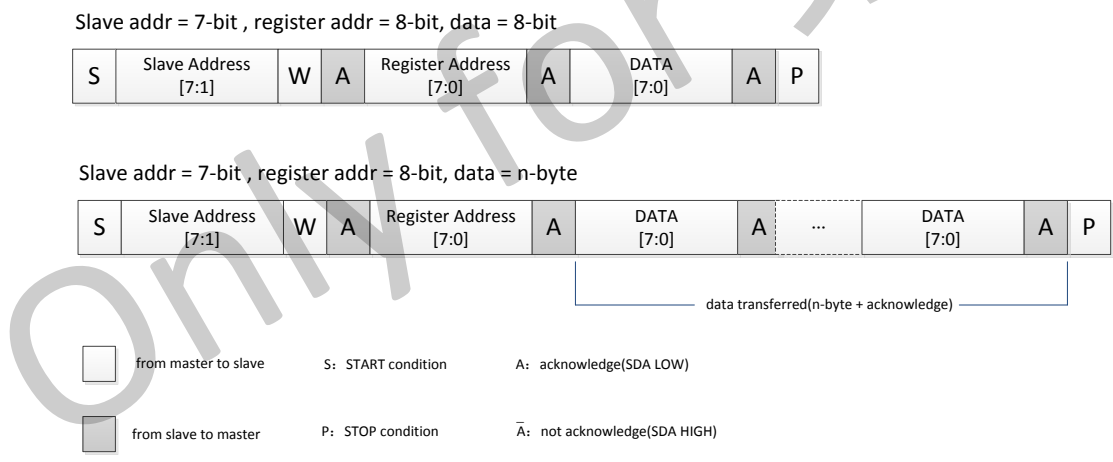 Slave addr = 7-bit , register addr = 8-bit, data = 8-bit
S Slave Address [7:1] W A Register Address [7:0] A DATA [7:0] A P
Slave addr = 7-bit , register addr = 8-bit, data = n-byte
S Slave Address [7:1] W A Register Address [7:0] A DATA [7:0] A ... DATA [7:0] A P
data transferred(n-byte + acknowledge)
from master to slave S: START condition A: acknowledge(SDA LOW)
from slave to master P: STOP condition A̅: not acknowledge(SDA HIGH)
Only for